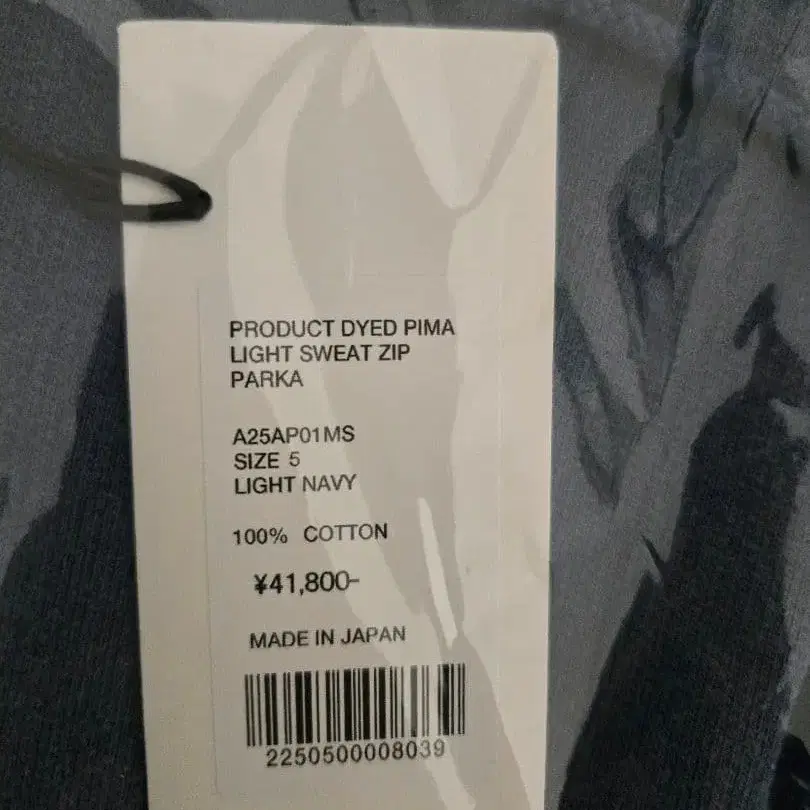 PRODUCT DYED PIMA
LIGHT SWEAT ZIP
PARKA
A25AP01MS
SIZE 5
LIGHT NAVY
100% COTTON
¥41,800-
MADE IN JAPAN
2250500008039